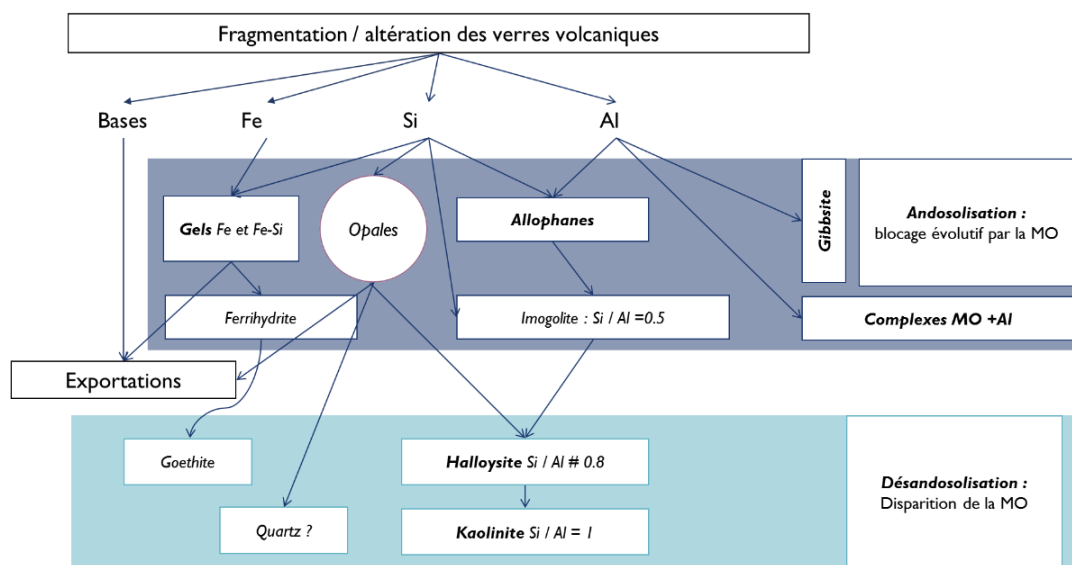 Fragmentation / altération des verres volcaniques
Bases
Fe
Si
Al
Gels Fe et Fe-Si
Opales
Allophanes
Gibbsite
Andosolisation :
blocage évolutif par la MO
Ferrihydrite
Imogolite : Si / Al =0.5
Complexes MO +Al
Exportations
Goethite
Halloysite Si / Al # 0.8
Désandosolisation :
Disparition de la MO
Quartz ?
Kaolinite Si / Al = 1